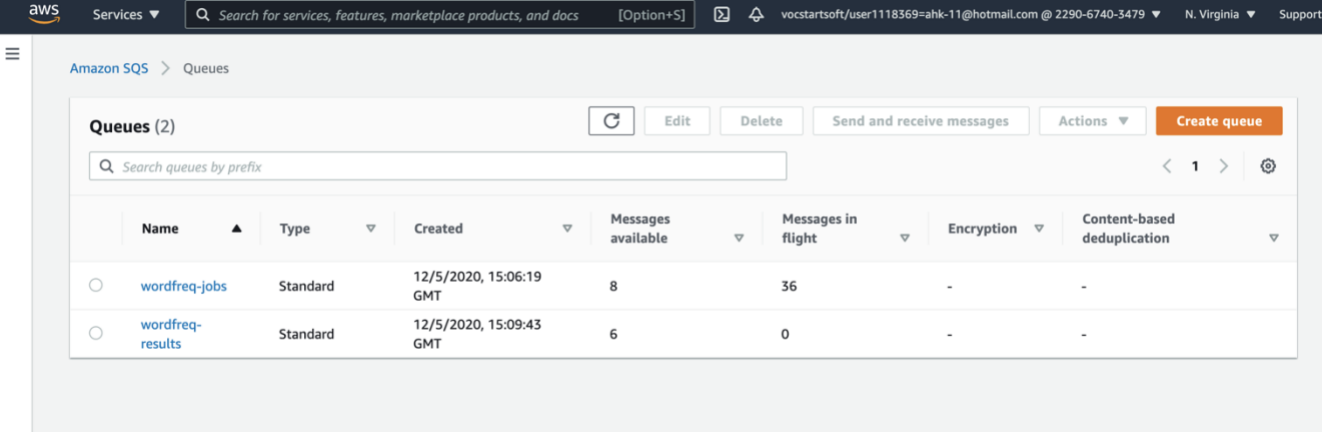 aws Services ▼ Search for services, features, marketplace products, and docs [Option+S] vocstartsoft/user1118369=ahk-11@hotmail.com @ 2290-6740-3479 ▼ N. Virginia ▼ Support
Amazon SQS > Queues
Queues (2) Edit Delete Send and receive messages Actions ▼ Create queue
Search queues by prefix < 1 >
Name ▲ Type Created Messages available Messages in flight Encryption Content-based deduplication
wordfreq-jobs Standard 12/5/2020, 15:06:19 GMT 8 36 - -
wordfreq-results Standard 12/5/2020, 15:09:43 GMT 6 0 - -